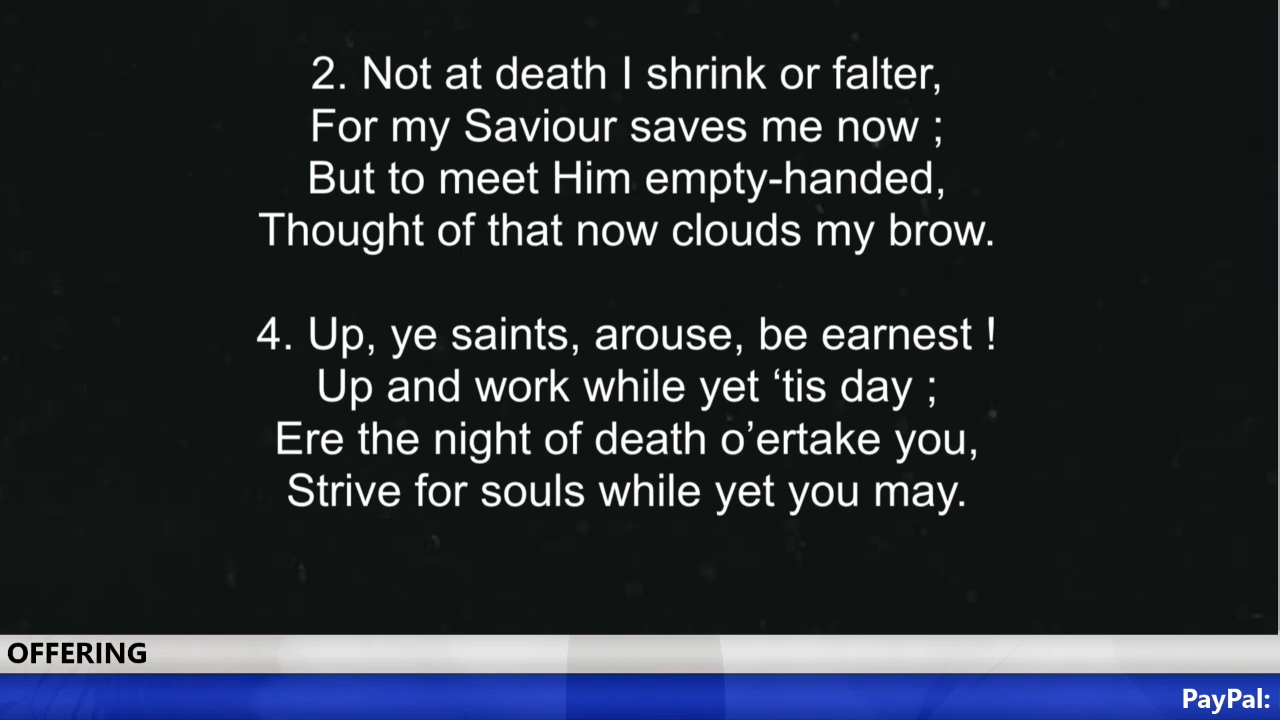 2. Not at death I shrink or falter,
For my Saviour saves me now ;
But to meet Him empty-handed,
Thought of that now clouds my brow.
4. Up, ye saints, arouse, be earnest !
Up and work while yet ‘tis day ;
Ere the night of death o’ertake you,
Strive for souls while yet you may.
OFFERING
PayPal: